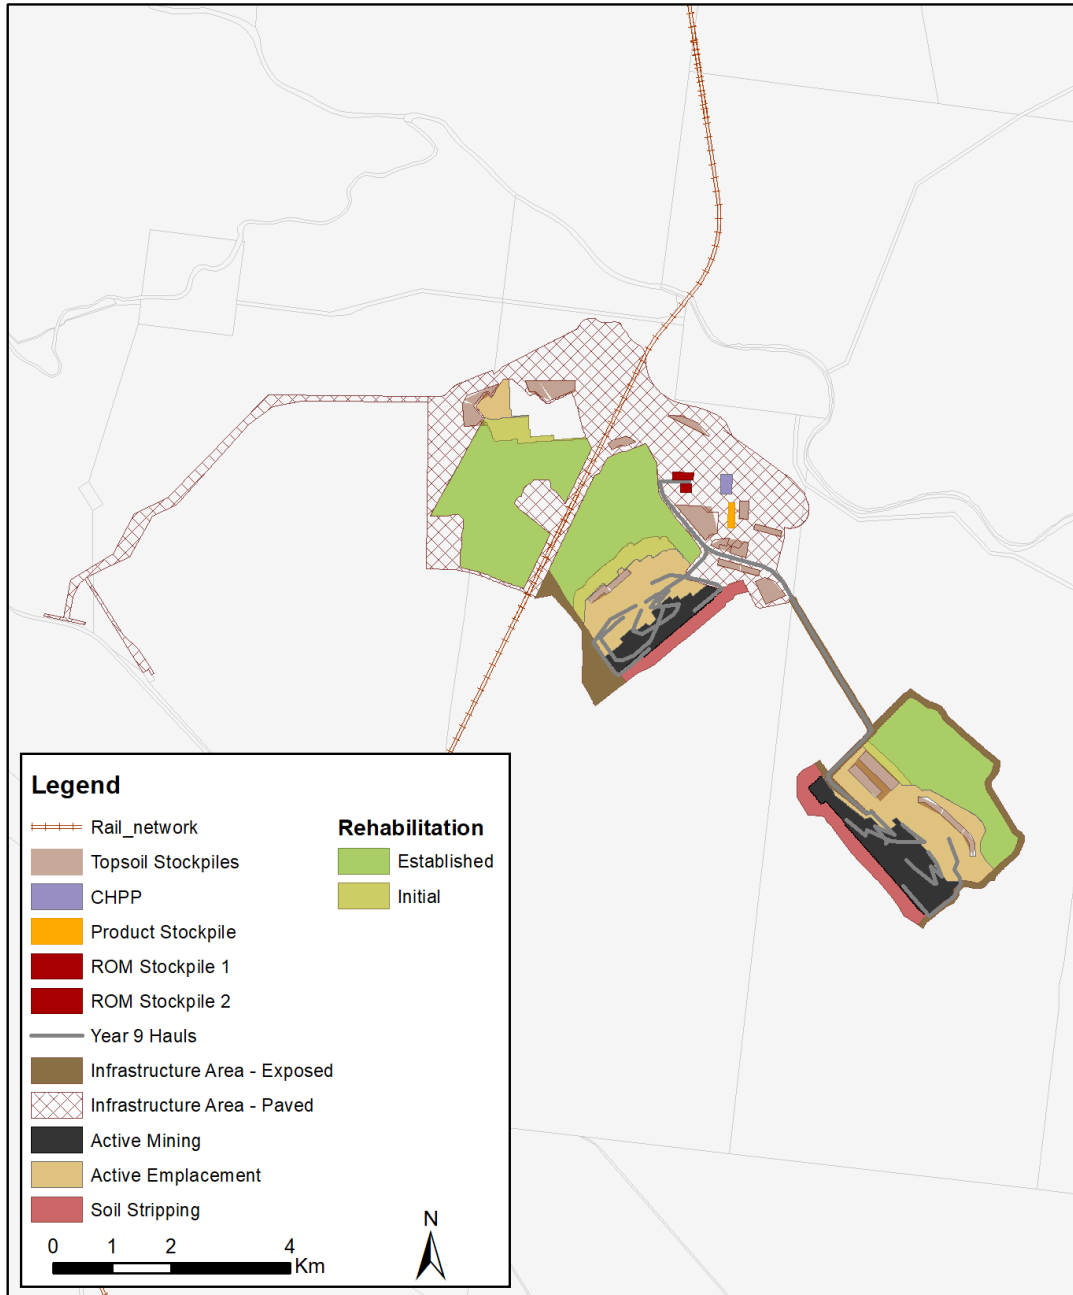 Legend
Rail_network
Topsoil Stockpiles
CHPP
Product Stockpile
ROM Stockpile 1
ROM Stockpile 2
Year 9 Hauls
Infrastructure Area - Exposed
Infrastructure Area - Paved
Active Mining
Active Emplacement
Soil Stripping
Rehabilitation
Established
Initial
N
0 1 2 4
Km